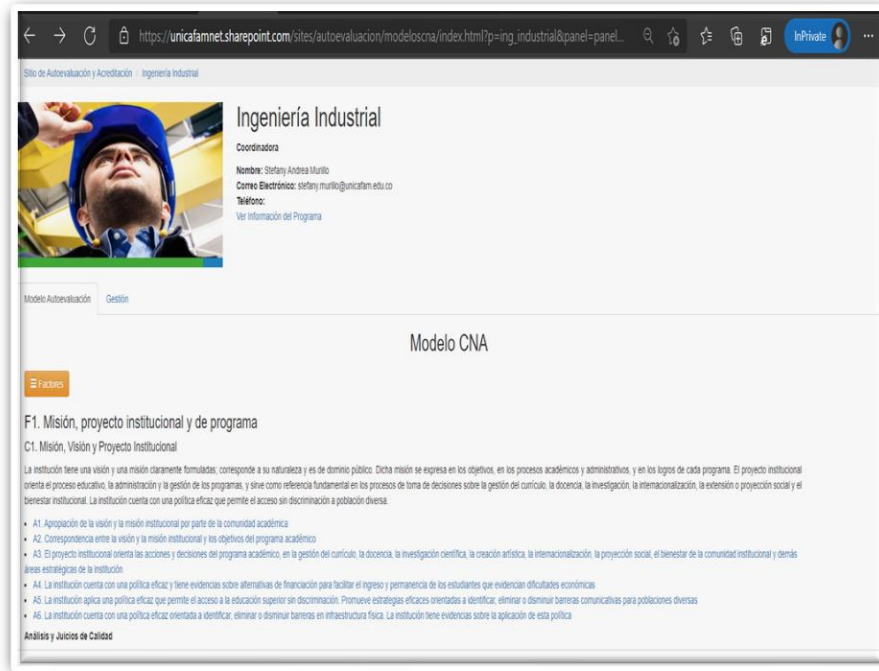 https://unicafamnet.sharepoint.com/sites/autoevaluacion/modeloscna/index.html?p=ing_industrial&panel=panel...
InPrivate
Sitio de Autoevaluación y Acreditación / Ingeniería Industrial
Ingeniería Industrial
Coordinadora
Nombre: Stefany Andrea Murillo
Correo Electrónico: stefany.murillo@unicafam.edu.co
Teléfono:
Ver Información del Programa
Modelo Autoevaluación Gestión
Modelo CNA
Factores
F1. Misión, proyecto institucional y de programa
C1. Misión, Visión y Proyecto Institucional
La institución tiene una visión y una misión claramente formuladas; corresponde a su naturaleza y es de dominio público. Dicha misión se expresa en los objetivos, en los procesos académicos y administrativos, y en los logros de cada programa. El proyecto institucional
orienta el proceso educativo, la administración y la gestión de los programas, y sirve como referencia fundamental en los procesos de toma de decisiones sobre la gestión del currículo, la docencia, la investigación, la internacionalización, la extensión o proyección social y el
bienestar institucional. La institución cuenta con una política eficaz que permite el acceso sin discriminación a población diversa.
• A1. Apropiación de la visión y la misión institucional por parte de la comunidad académica
• A2. Correspondencia entre la visión y la misión institucional y los objetivos del programa académico
• A3. El proyecto institucional orienta las acciones y decisiones del programa académico, en la gestión del currículo, la docencia, la investigación científica, la creación artística, la internacionalización, la proyección social, el bienestar de la comunidad institucional y demás
áreas estratégicas de la institución
• A4. La institución cuenta con una política eficaz y tiene evidencias sobre alternativas de financiación para facilitar el ingreso y permanencia de los estudiantes que evidencian dificultades económicas
• A5. La institución aplica una política eficaz que permite el acceso a la educación superior sin discriminación. Promueve estrategias eficaces orientadas a identificar, eliminar o disminuir barreras comunicativas para poblaciones diversas
• A6. La institución cuenta con una política eficaz orientada a identificar, eliminar o disminuir barreras en infraestructura física. La institución tiene evidencias sobre la aplicación de esta política
Análisis y Juicios de Calidad